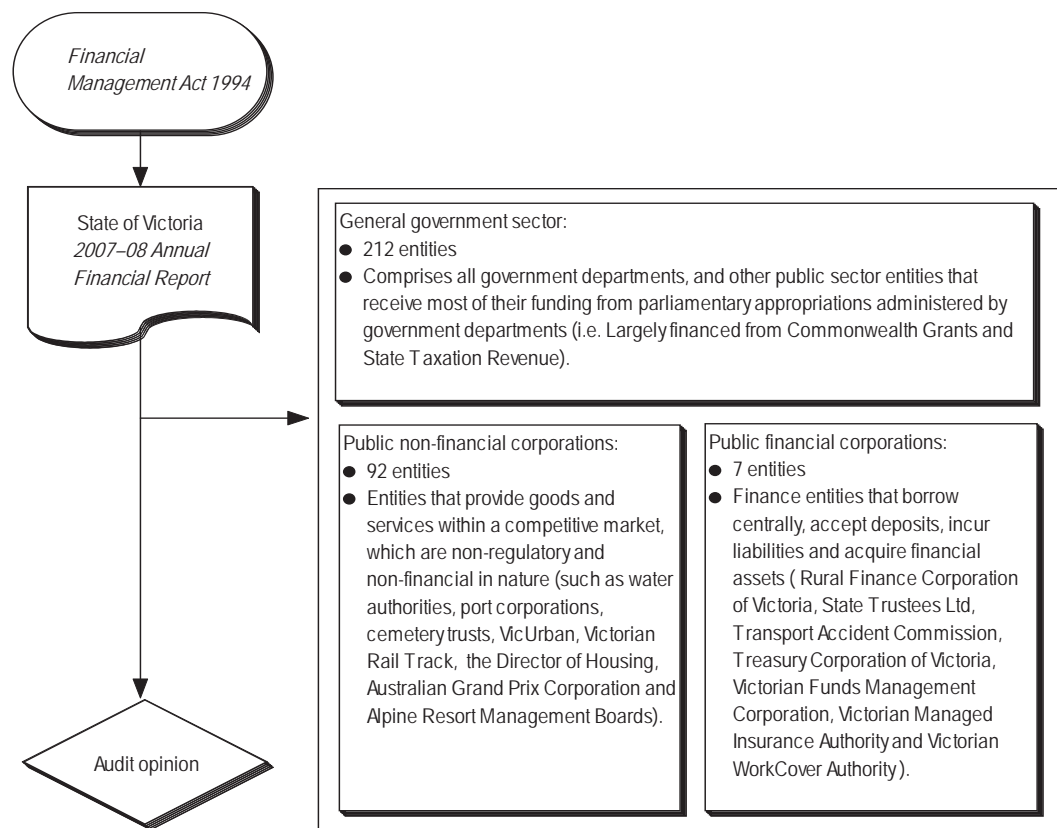 Financial
Management Act 1994
State of Victoria
2007–08 Annual
Financial Report
General government sector:
● 212 entities
● Comprises all government departments, and other public sector entities that
receive most of their funding from parliamentary appropriations administered by
government departments (i.e. Largely financed from Commonwealth Grants and
State Taxation Revenue).
Public non-financial corporations:
● 92 entities
● Entities that provide goods and
services within a competitive market,
which are non-regulatory and
non-financial in nature (such as water
authorities, port corporations,
cemetery trusts, VicUrban, Victorian
Rail Track, the Director of Housing,
Australian Grand Prix Corporation and
Alpine Resort Management Boards).
Public financial corporations:
● 7 entities
● Finance entities that borrow
centrally, accept deposits, incur
liabilities and acquire financial
assets ( Rural Finance Corporation
of Victoria, State Trustees Ltd,
Transport Accident Commission,
Treasury Corporation of Victoria,
Victorian Funds Management
Corporation, Victorian Managed
Insurance Authority and Victorian
WorkCover Authority ).
Audit opinion